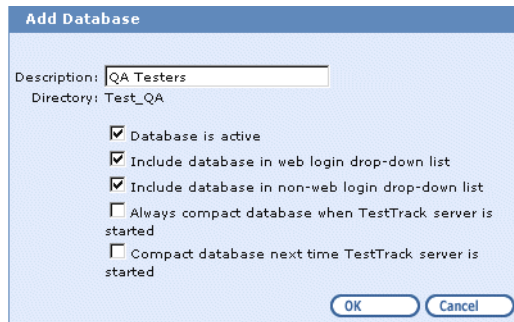 Add Database
Description: QA Testers
Directory: Test_QA
Database is active
Include database in web login drop-down list
Include database in non-web login drop-down list
Always compact database when TestTrack server is
started
Compact database next time TestTrack server is
started
OK Cancel